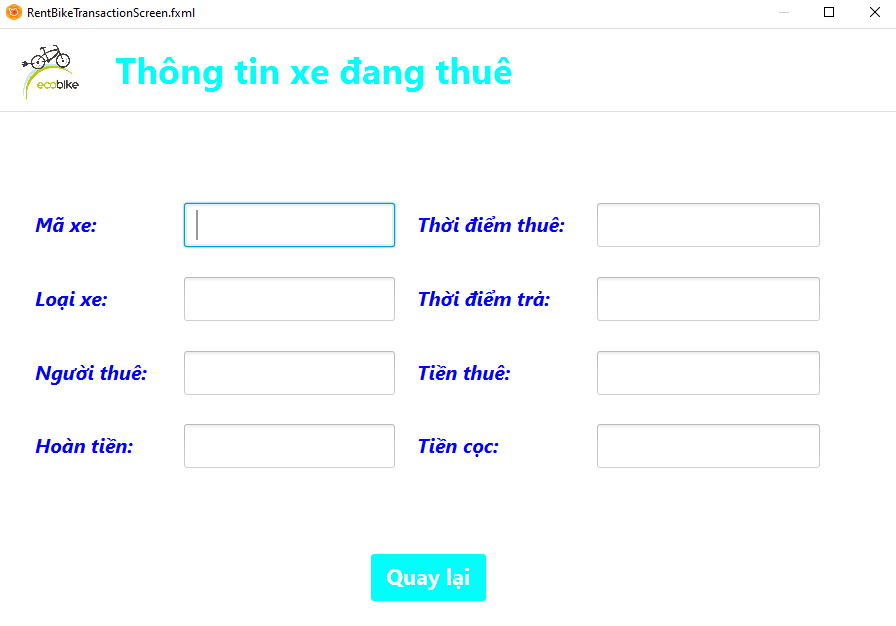 RentBikeTransactionScreen.fxml
ecobike
Thông tin xe đang thuê
Mã xe:
Thời điểm thuê:
Loại xe:
Thời điểm trả:
Người thuê:
Tiền thuê:
Hoàn tiền:
Tiền cọc:
Quay lại